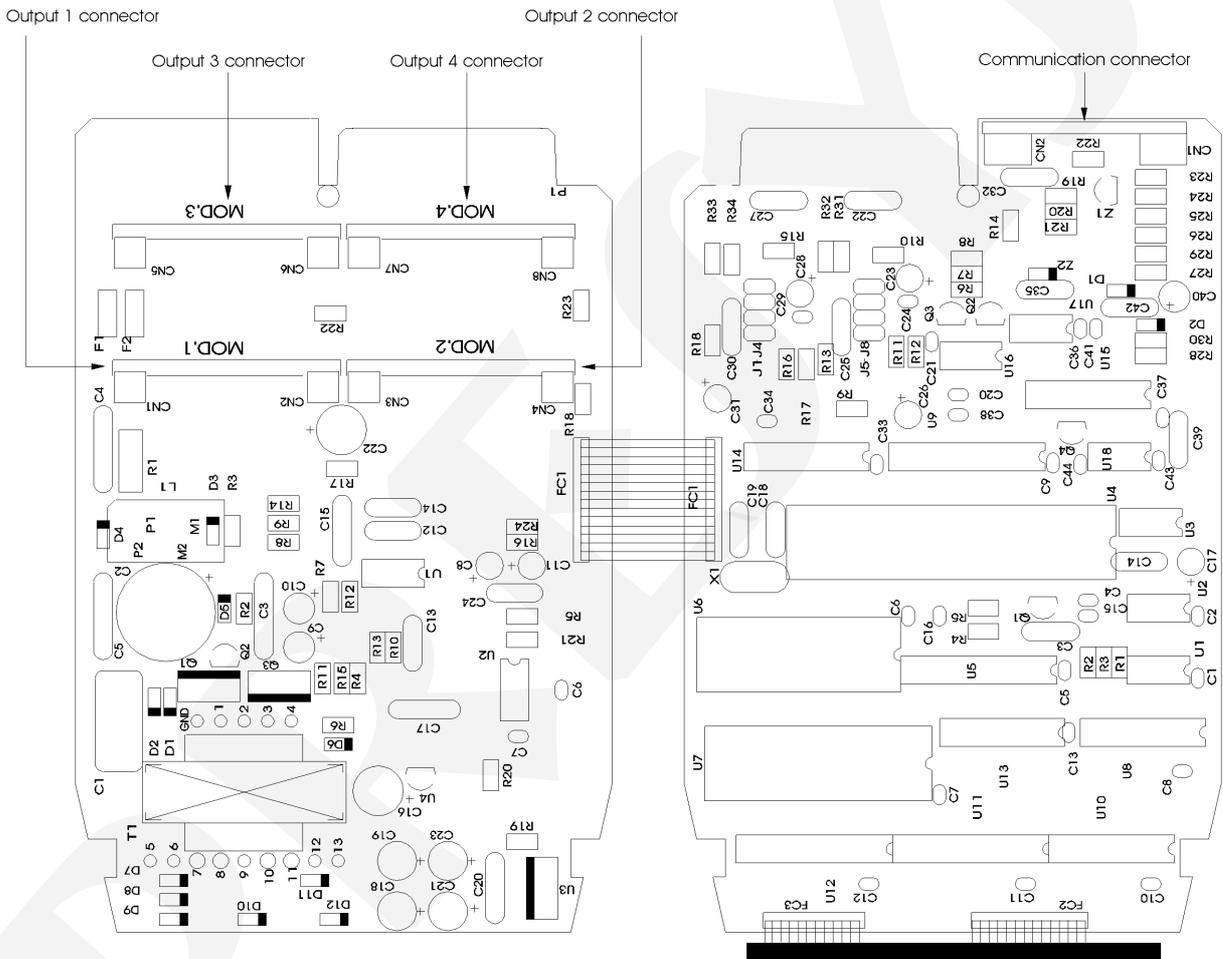 Output 1 connector
Output 2 connector
Output 3 connector
Output 4 connector
Communication connector
P1
MOD.3
MOD.4
CN5
CN6
CN7
CN8
F1
F2
R22
R23
MOD.1
MOD.2
C4
CN1
CN2
CN3
CN4
R18
C22
R1
R17
L1
D3
R3
FC1
FC1
R14
R9
R8
C15
C14
C12
R24
R16
D4
P1
M1
P2
M2
C2
R7
U1
C8
C11
C10
R12
C24
D5
R2
C3
C9
C13
R5
R21
C5
Q1
Q2
Q3
R13
R10
U2
R11
R15
R4
C6
GND
1
2
3
4
C17
R6
D6
C7
D2
D1
R20
C1
U4
C16
T1
5
6
7
8
9
10
11
12
13
C19
C23
R19
D7
D8
D9
D10
D11
D12
C18
C21
C20
U3
CN2
R22
CN1
R19
R23
R24
R25
R26
R29
R27
Z1
R20
R21
C32
R14
R33
R34
C27
R32
R31
C22
R15
C28
R10
C23
R8
R7
R6
Z2
D1
C35
U17
C42
C40
C29
C24
Q3
Q2
D2
R30
R28
R18
C30
J1-J4
R16
R13
C25
J5-J8
R11
R12
C21
U16
C36
C41
U15
C31
C34
R17
R9
C26
U9
C20
C38
C37
C33
Q4
C39
U14
C9
C44
U18
C43
C19
C18
U4
U3
X1
C14
C17
U2
U6
C6
C16
R5
R4
Q1
C4
C15
C2
C3
U5
C5
R2
R3
R1
U1
C1
U7
C7
U13
C13
U8
C8
U11
U10
U12
C12
C11
C10
FC3
FC2